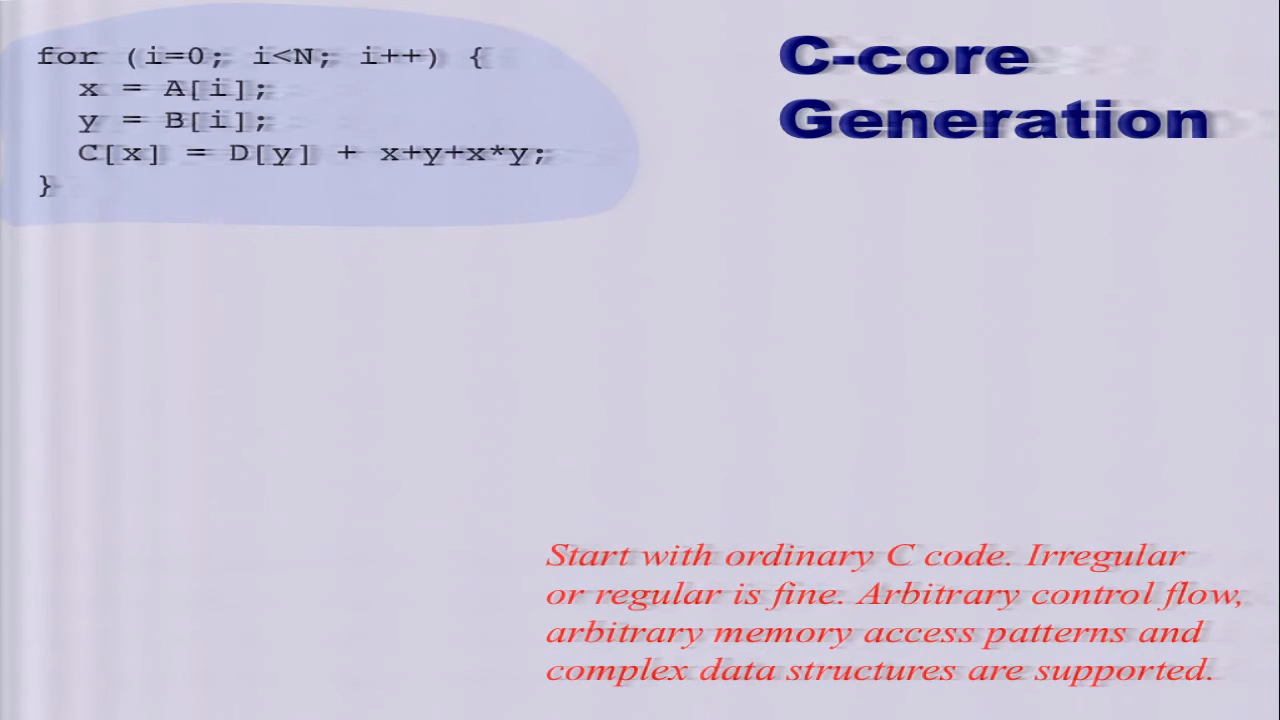 for (i=0; i<N; i++) {
x = A[i];
y = B[i];
C[x] = D[y] + x+y+x*y;
}
C-core
Generation
Start with ordinary C code. Irregular
or regular is fine. Arbitrary control flow,
arbitrary memory access patterns and
complex data structures are supported.